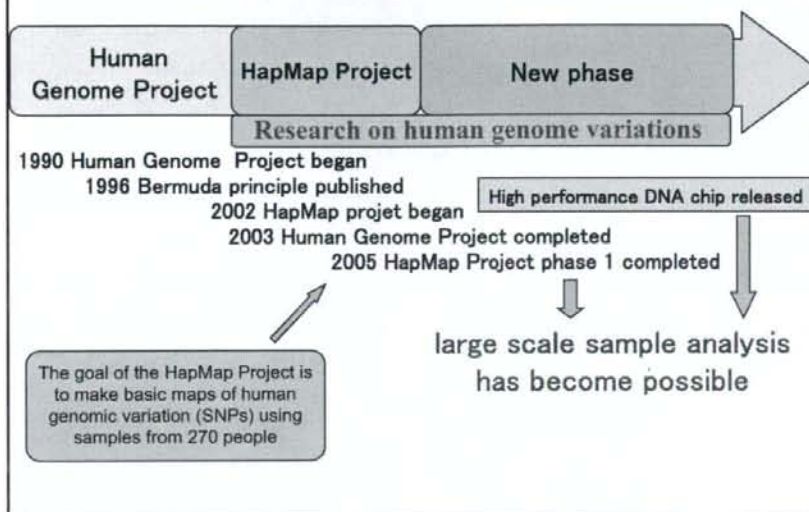 Human
Genome Project
HapMap Project
New phase
Research on human genome variations
1990 Human Genome Project began
1996 Bermuda principle published
2002 HapMap projet began
High performance DNA chip released
2003 Human Genome Project completed
2005 HapMap Project phase 1 completed
large scale sample analysis
has become possible
The goal of the HapMap Project is
to make basic maps of human
genomic variation (SNPs) using
samples from 270 people